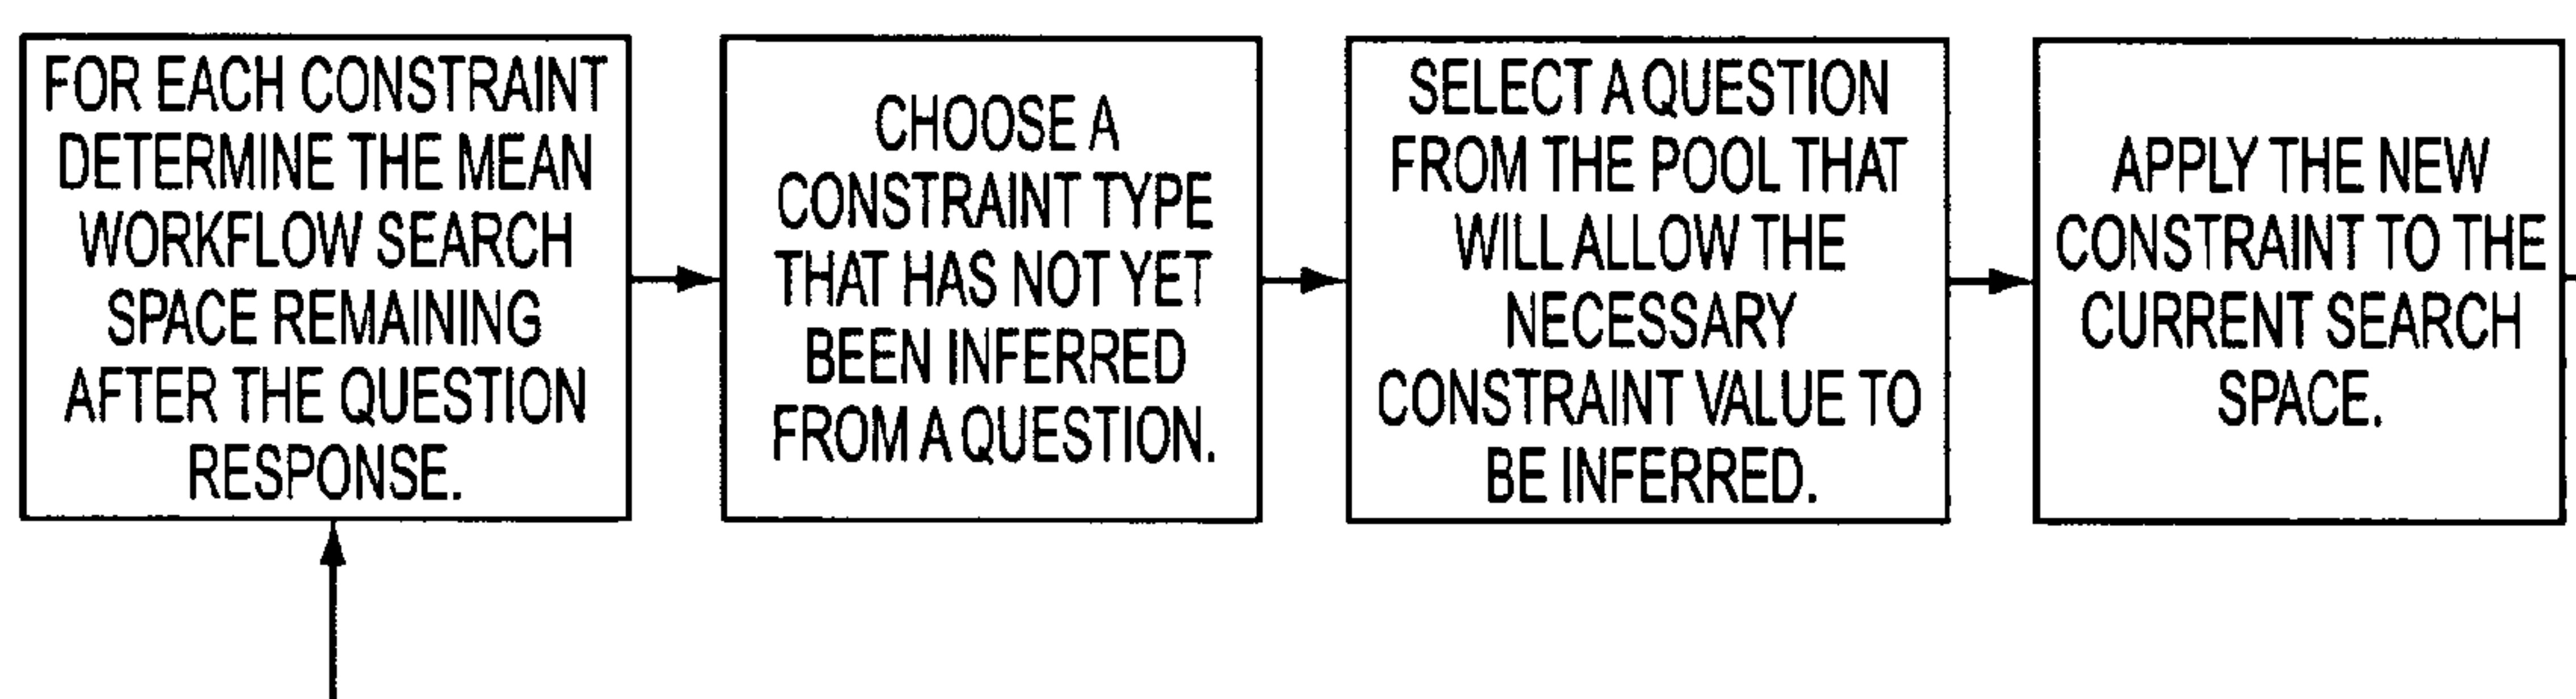 FOR EACH CONSTRAINT
DETERMINE THE MEAN
WORKFLOW SEARCH
SPACE REMAINING
AFTER THE QUESTION
RESPONSE.
CHOOSE A
CONSTRAINT TYPE
THAT HAS NOT YET
BEEN INFERRED
FROM A QUESTION.
SELECT A QUESTION
FROM THE POOL THAT
WILL ALLOW THE
NECESSARY
CONSTRAINT VALUE TO
BE INFERRED.
APPLY THE NEW
CONSTRAINT TO THE
CURRENT SEARCH
SPACE.